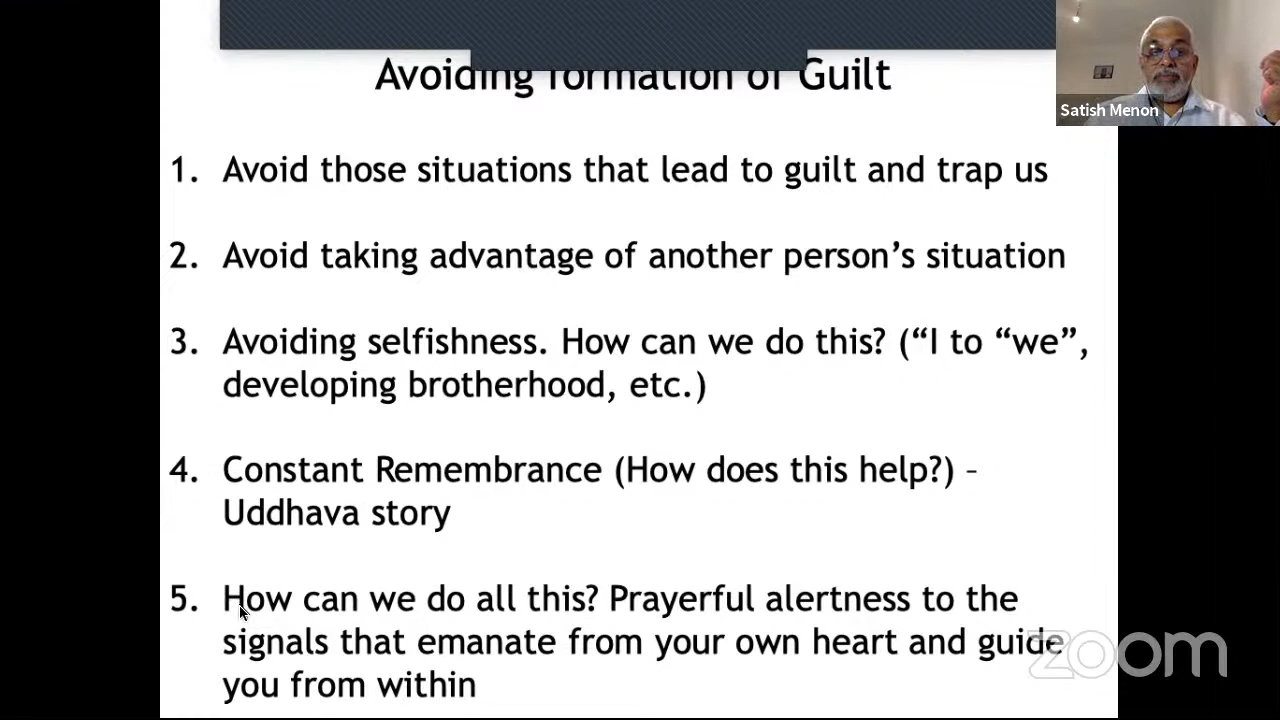 Avoiding formation of Guilt
Satish Menon
1. Avoid those situations that lead to guilt and trap us
2. Avoid taking advantage of another person’s situation
3. Avoiding selfishness. How can we do this? (“I to “we”,
developing brotherhood, etc.)
4. Constant Remembrance (How does this help?) –
Uddhava story
5. How can we do all this? Prayerful alertness to the
signals that emanate from your own heart and guide
you from within
zoom